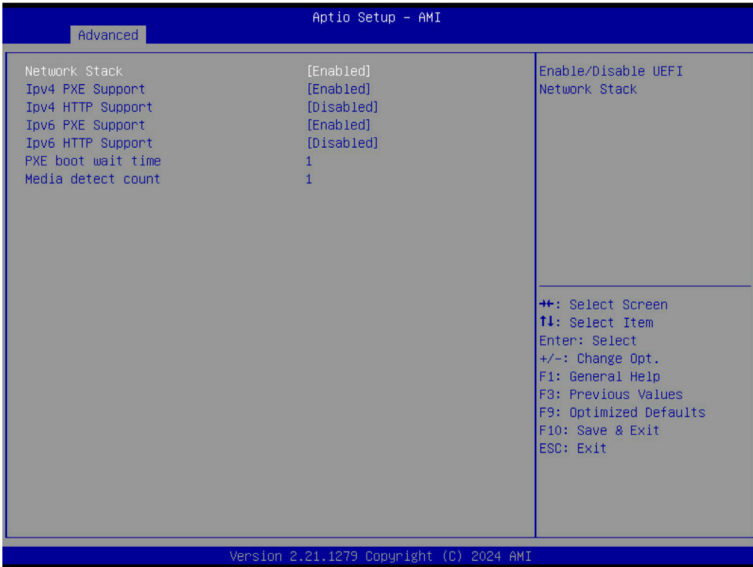 Aptio Setup – AMI
Advanced
Network Stack [Enabled]
Ipv4 PXE Support [Enabled]
Ipv4 HTTP Support [Disabled]
Ipv6 PXE Support [Enabled]
Ipv6 HTTP Support [Disabled]
PXE boot wait time 1
Media detect count 1
Enable/Disable UEFI
Network Stack
→←: Select Screen
↑↓: Select Item
Enter: Select
+/-: Change Opt.
F1: General Help
F3: Previous Values
F9: Optimized Defaults
F10: Save & Exit
ESC: Exit
Version 2.21.1279 Copyright (C) 2024 AMI